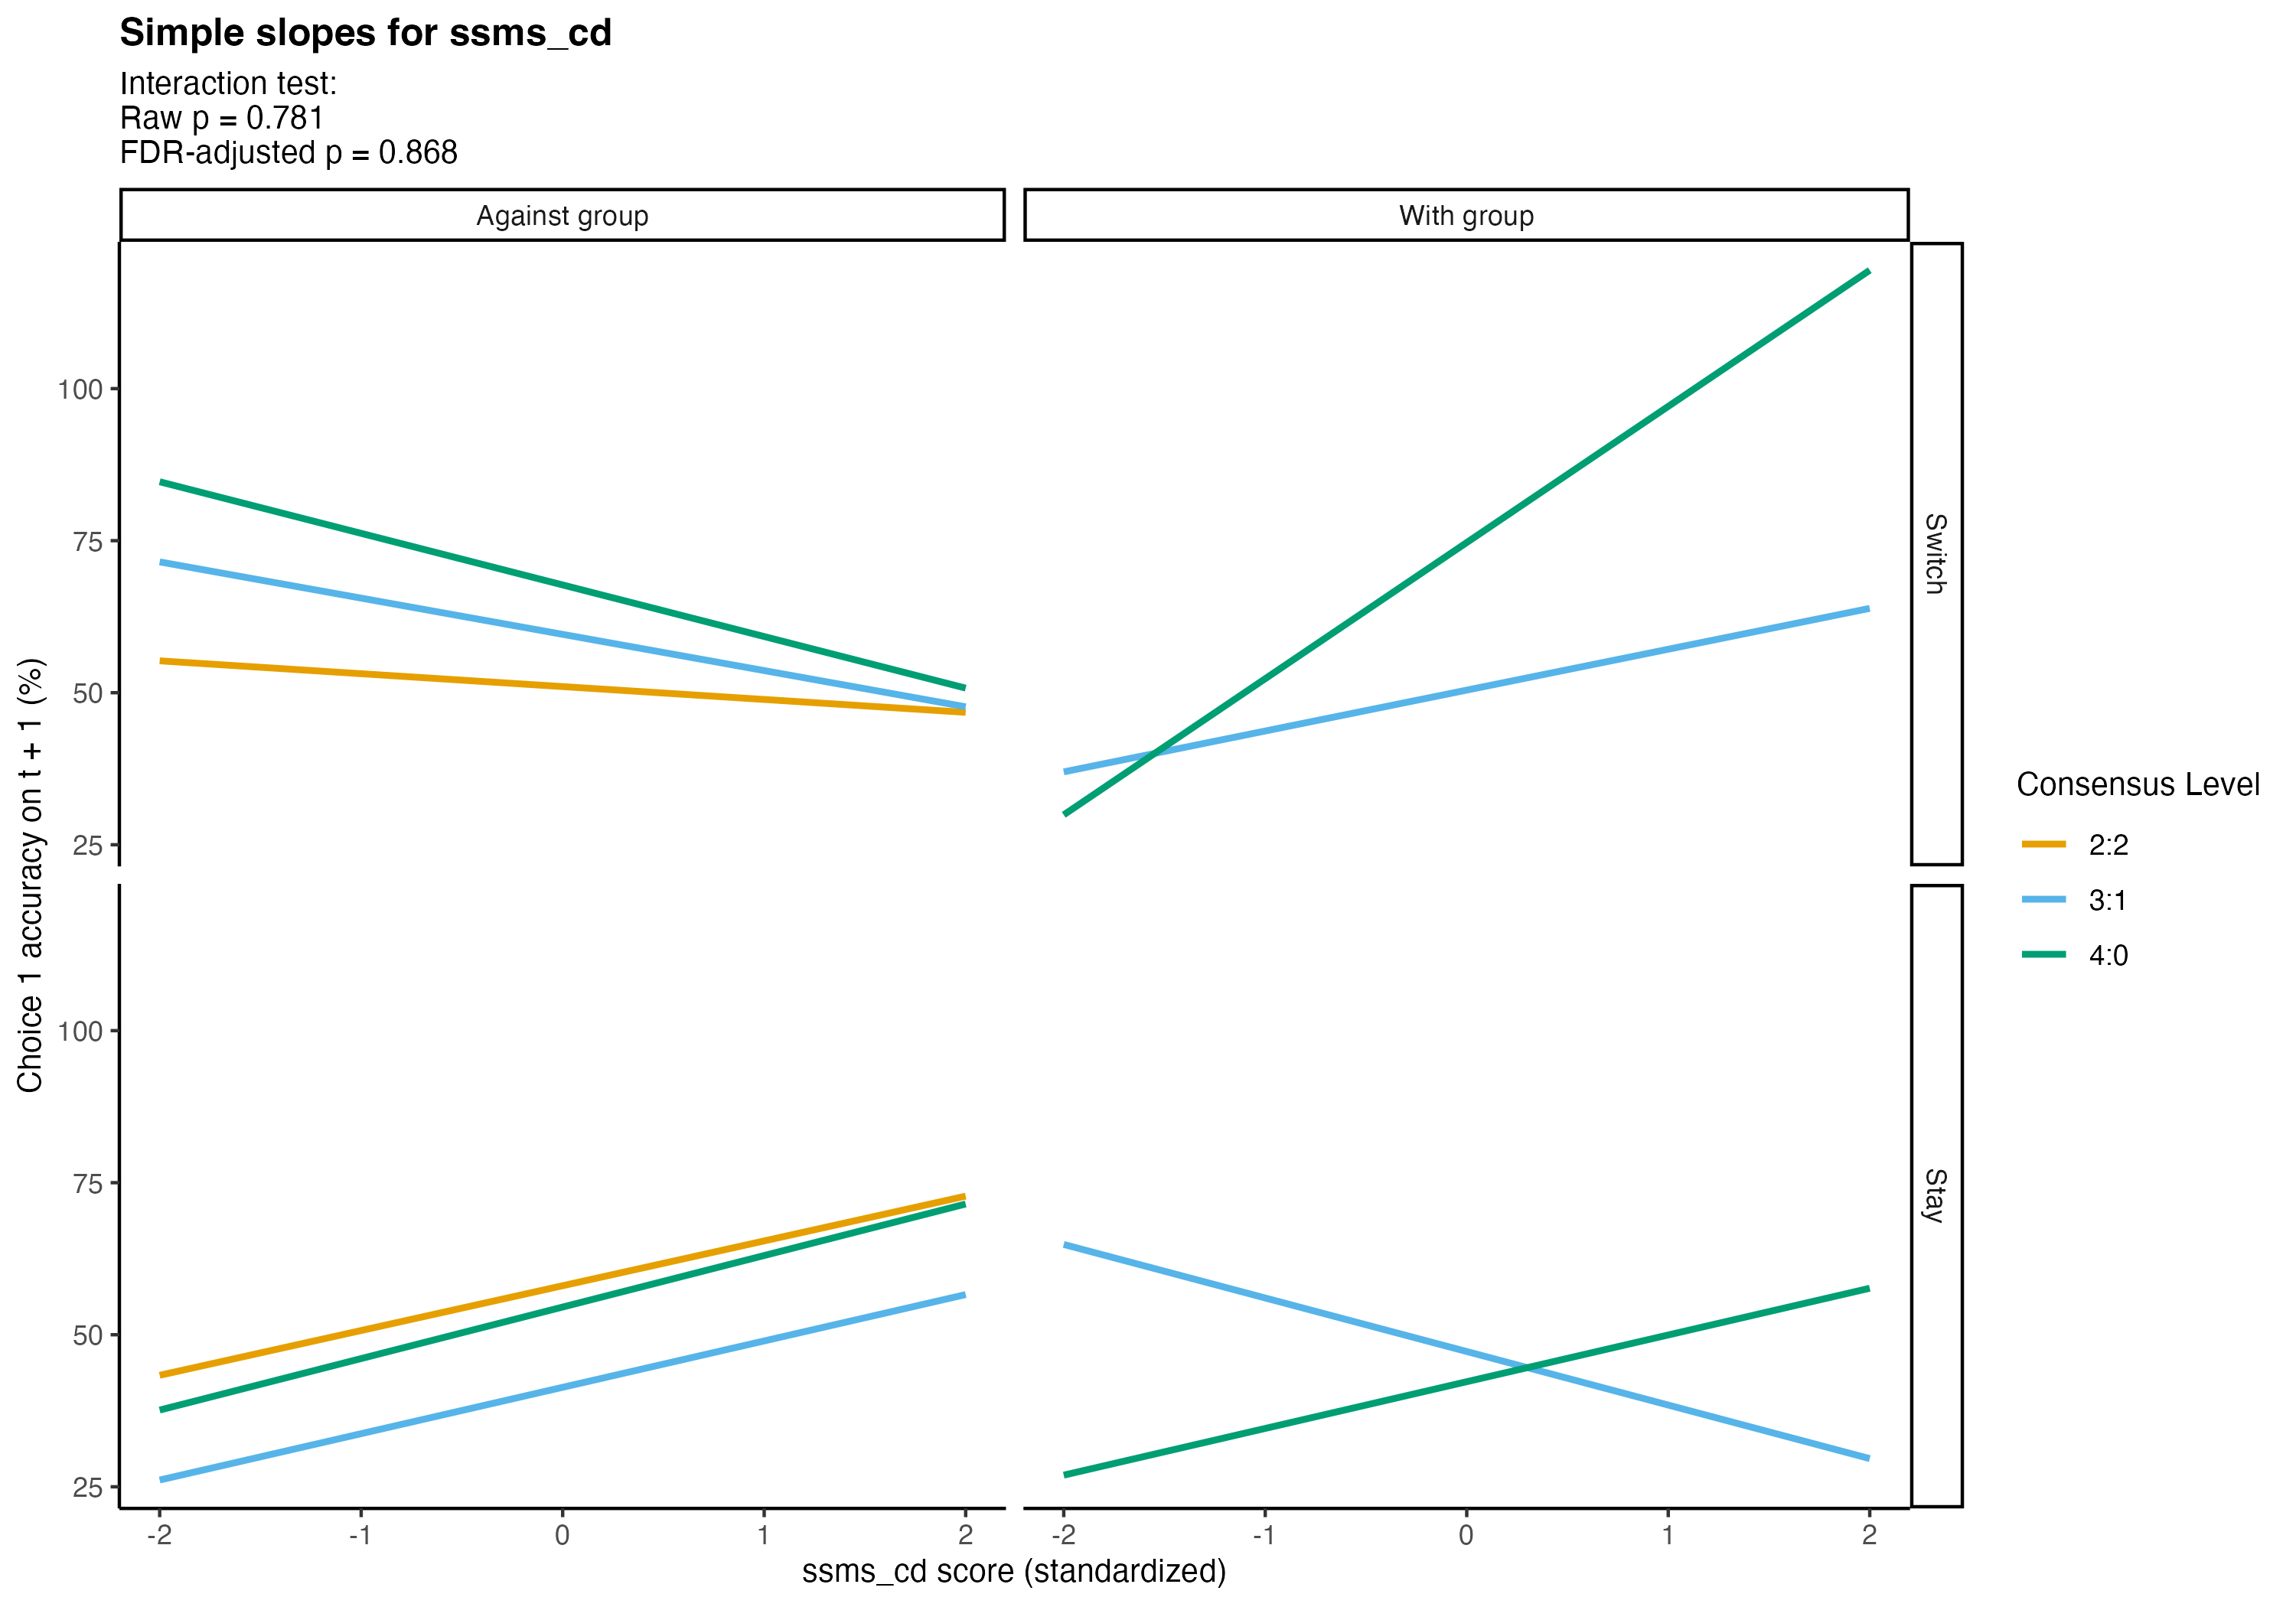 Simple slopes for ssms_cd
Interaction test:
Raw p = 0.781
FDR-adjusted p = 0.868
Against group
With group
Switch
100
75
50
25
Stay
100
75
50
25
-2
-1
0
1
2
-2
-1
0
1
2
ssms_cd score (standardized)
Choice 1 accuracy on t + 1 (%)
Consensus Level
2:2
3:1
4:0